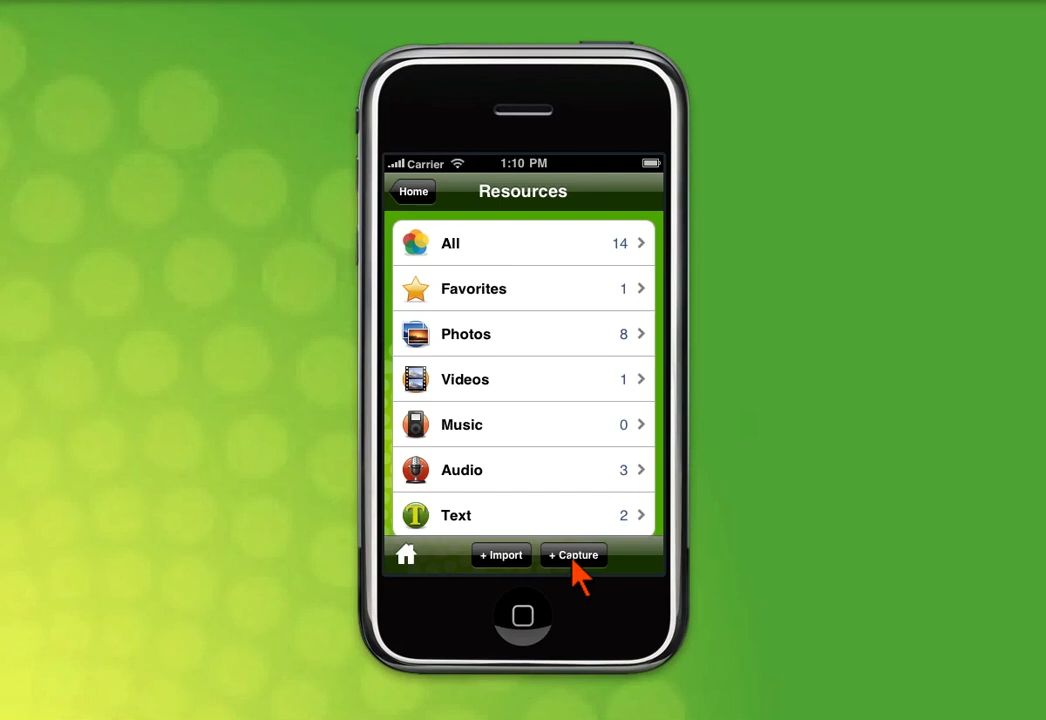 Carrier 1:10 PM
Home Resources
All 14
Favorites 1
Photos 8
Videos 1
Music 0
Audio 3
T Text 2
+ Import + Capture